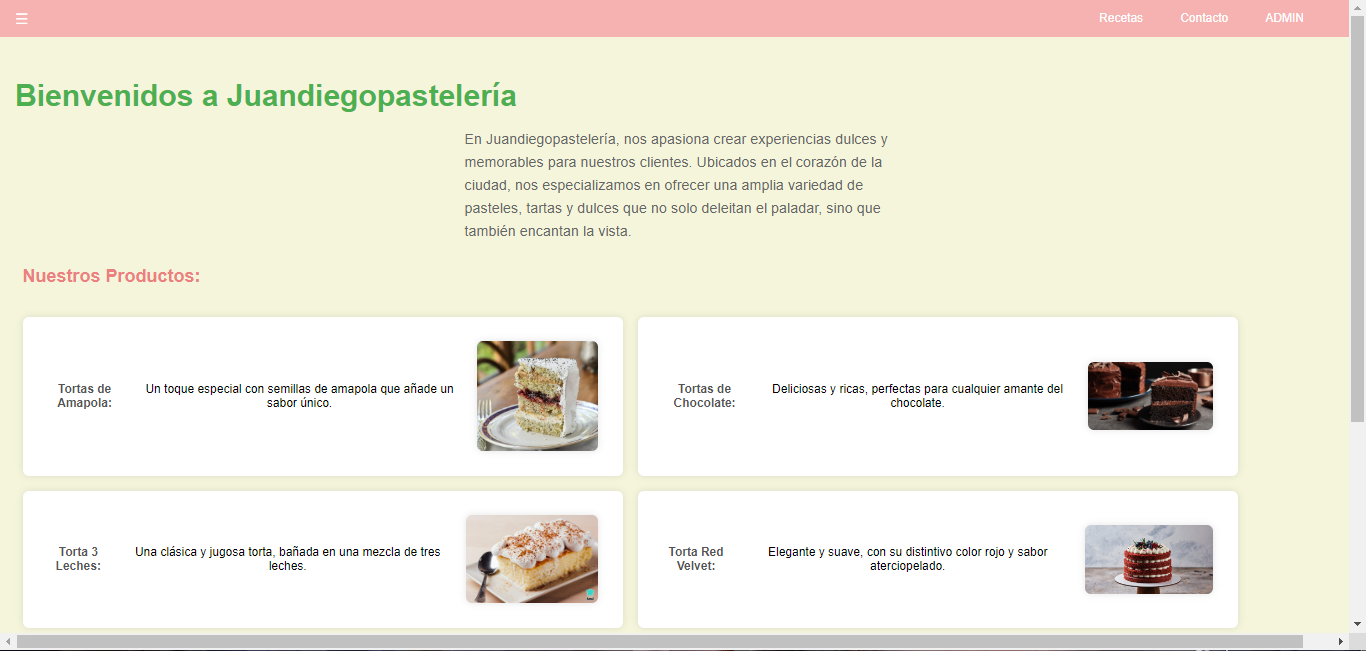 ☰ Recetas Contacto ADMIN
Bienvenidos a Juandiegopastelería
En Juandiegopastelería, nos apasiona crear experiencias dulces y
memorables para nuestros clientes. Ubicados en el corazón de la
ciudad, nos especializamos en ofrecer una amplia variedad de
pasteles, tartas y dulces que no solo deleitan el paladar, sino que
también encantan la vista.
Nuestros Productos:
Tortas de
Amapola:
Un toque especial con semillas de amapola que añade un
sabor único.
Tortas de
Chocolate:
Deliciosas y ricas, perfectas para cualquier amante del
chocolate.
Torta 3
Leches:
Una clásica y jugosa torta, bañada en una mezcla de tres
leches.
Torta Red
Velvet:
Elegante y suave, con su distintivo color rojo y sabor
aterciopelado.